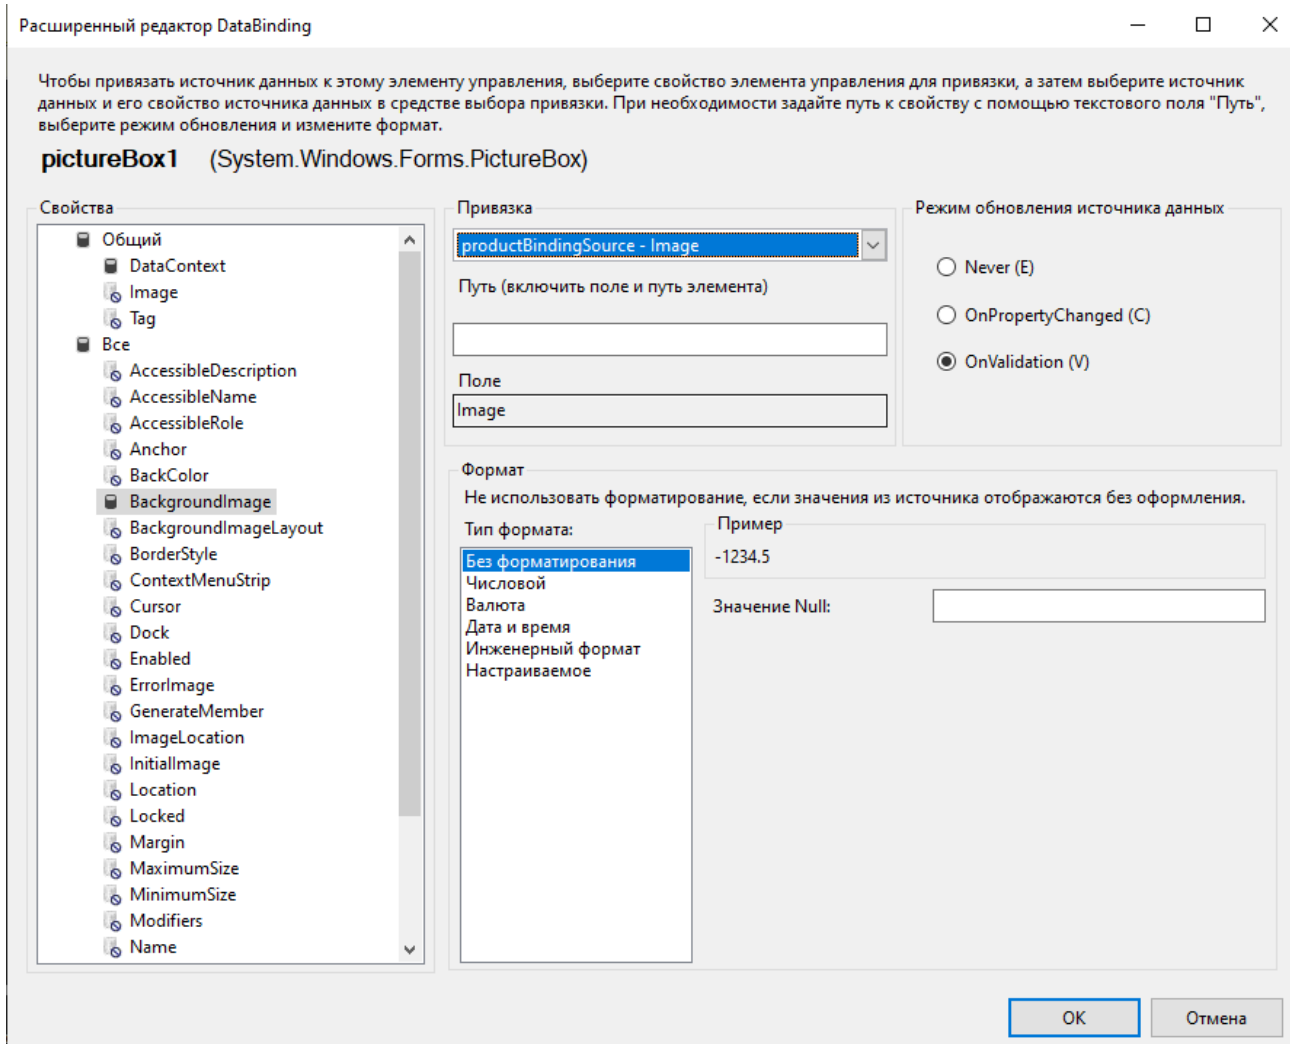 Расширенный редактор DataBinding
Чтобы привязать источник данных к этому элементу управления, выберите свойство элемента управления для привязки, а затем выберите источник
данных и его свойство источника данных в средстве выбора привязки. При необходимости задайте путь к свойству с помощью текстового поля "Путь",
выберите режим обновления и измените формат.
pictureBox1 (System.Windows.Forms.PictureBox)
Свойства
Общий
DataContext
Image
Tag
Все
AccessibleDescription
AccessibleName
AccessibleRole
Anchor
BackColor
BackgroundImage
BackgroundImageLayout
BorderStyle
ContextMenuStrip
Cursor
Dock
Enabled
ErrorImage
GenerateMember
ImageLocation
InitialImage
Location
Locked
Margin
MaximumSize
MinimumSize
Modifiers
Name
Привязка
productBindingSource - Image
Путь (включить поле и путь элемента)
Поле
Image
Режим обновления источника данных
Never (E)
OnPropertyChanged (C)
OnValidation (V)
Формат
Не использовать форматирование, если значения из источника отображаются без оформления.
Тип формата:
Без форматирования
Числовой
Валюта
Дата и время
Инженерный формат
Настраиваемое
Пример
-1234.5
Значение Null:
OK
Отмена